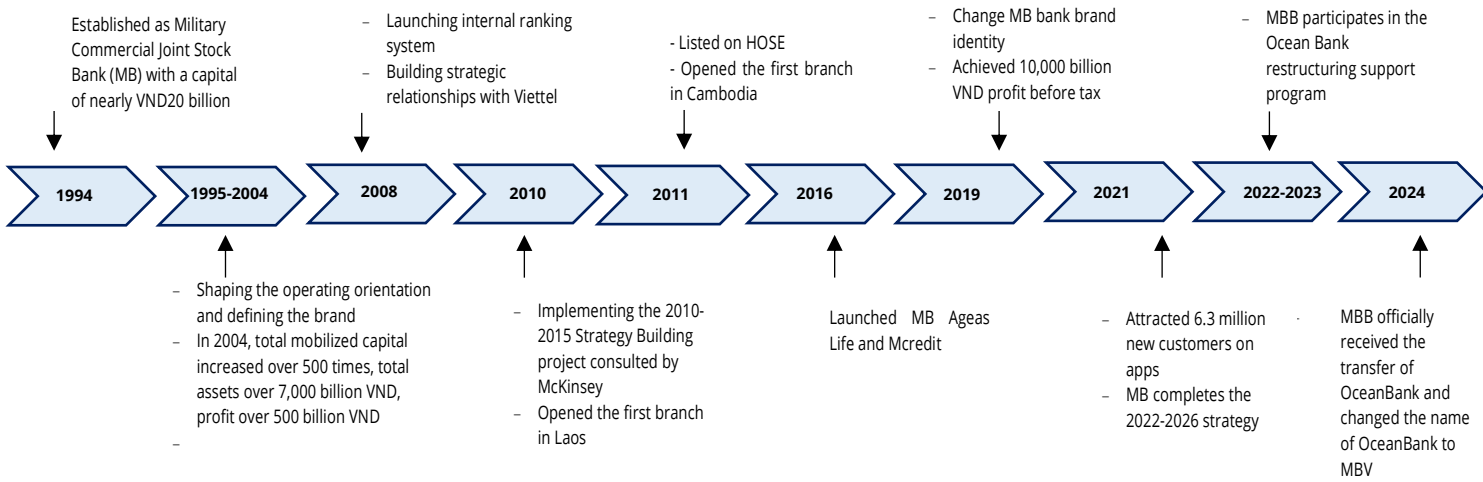 Established as Military
Commercial Joint Stock
Bank (MB) with a capital
of nearly VND20 billion
– Launching internal ranking
system
– Building strategic
relationships with Viettel
- Listed on HOSE
- Opened the first branch
in Cambodia
– Change MB bank brand
identity
– Achieved 10,000 billion
VND profit before tax
– MBB participates in the
Ocean Bank
restructuring support
program
1994
1995-2004
2008
2010
2011
2016
2019
2021
2022-2023
2024
– Shaping the operating orientation
and defining the brand
– In 2004, total mobilized capital
increased over 500 times, total
assets over 7,000 billion VND,
profit over 500 billion VND
–
– Implementing the 2010-
2015 Strategy Building
project consulted by
McKinsey
– Opened the first branch
in Laos
Launched MB Ageas
Life and Mcredit
– Attracted 6.3 million
new customers on
apps
– MB completes the
2022-2026 strategy
· MBB officially
received the
transfer of
OceanBank and
changed the name
of OceanBank to
MBV